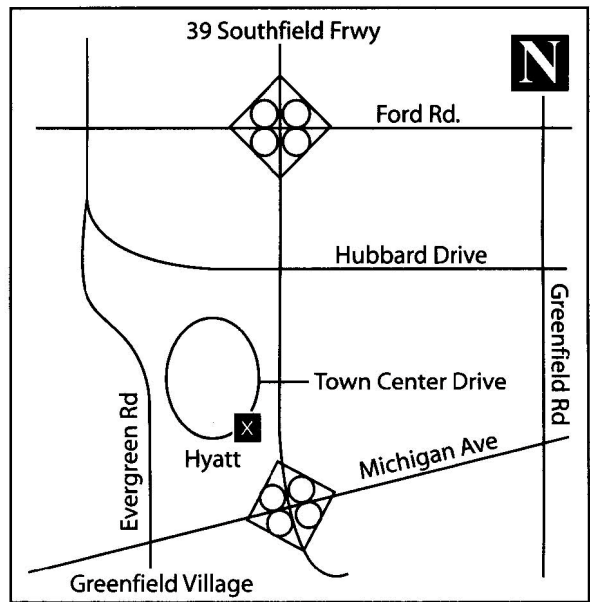 39 Southfield Frwy
N
Ford Rd.
Hubbard Drive
Greenfield Rd
Town Center Drive
Evergreen Rd
X
Hyatt
Michigan Ave
Greenfield Village